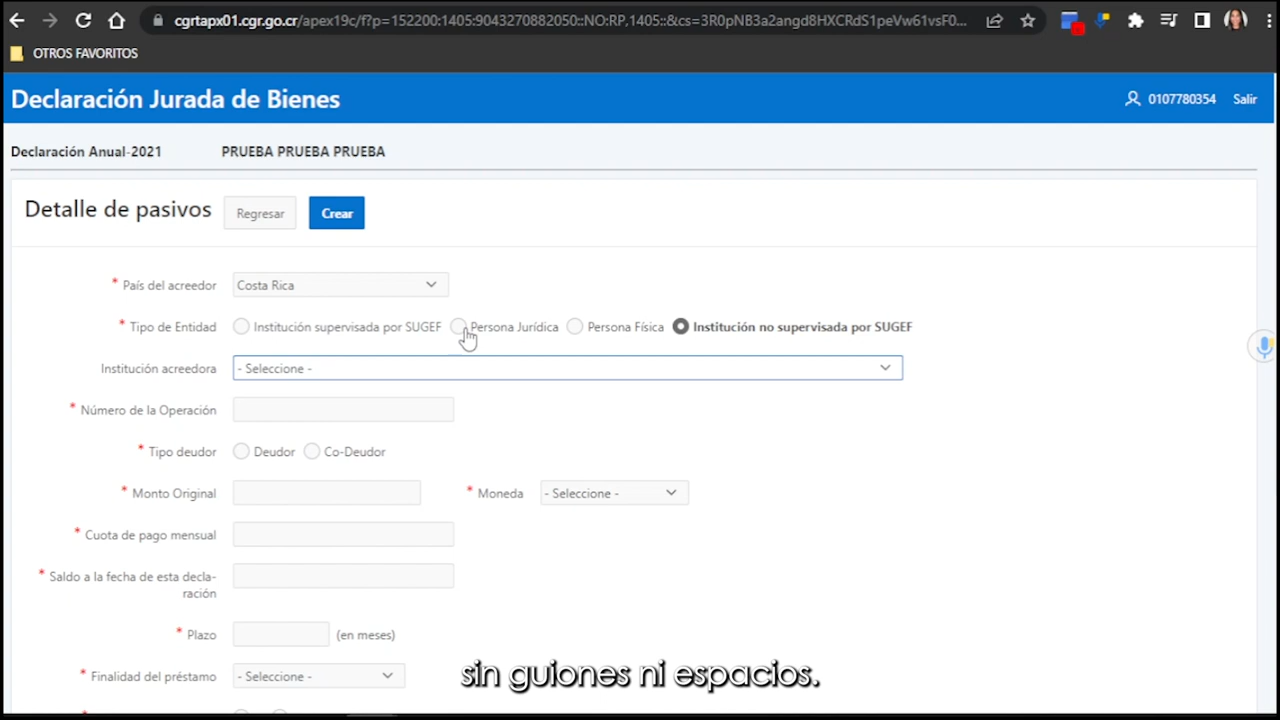 cgrtapx01.cgr.go.cr/apex19c/f?p=152200:1405:9043270882050::NO:RP,1405::&cs=3R0pNB3a2angd8HXCRdS1peVw61vsF0...
OTROS FAVORITOS
Declaración Jurada de Bienes
0107780354 Salir
Declaración Anual-2021 PRUEBA PRUEBA PRUEBA
Detalle de pasivos Regresar Crear
* País del acreedor Costa Rica
* Tipo de Entidad Institución supervisada por SUGEF Persona Jurídica Persona Física Institución no supervisada por SUGEF
Institución acreedora - Seleccione -
* Número de la Operación
* Tipo deudor Deudor Co-Deudor
* Monto Original * Moneda - Seleccione -
* Cuota de pago mensual
* Saldo a la fecha de esta decla-
ración
* Plazo (en meses)
* Finalidad del préstamo - Seleccione -
sin guiones ni espacios.